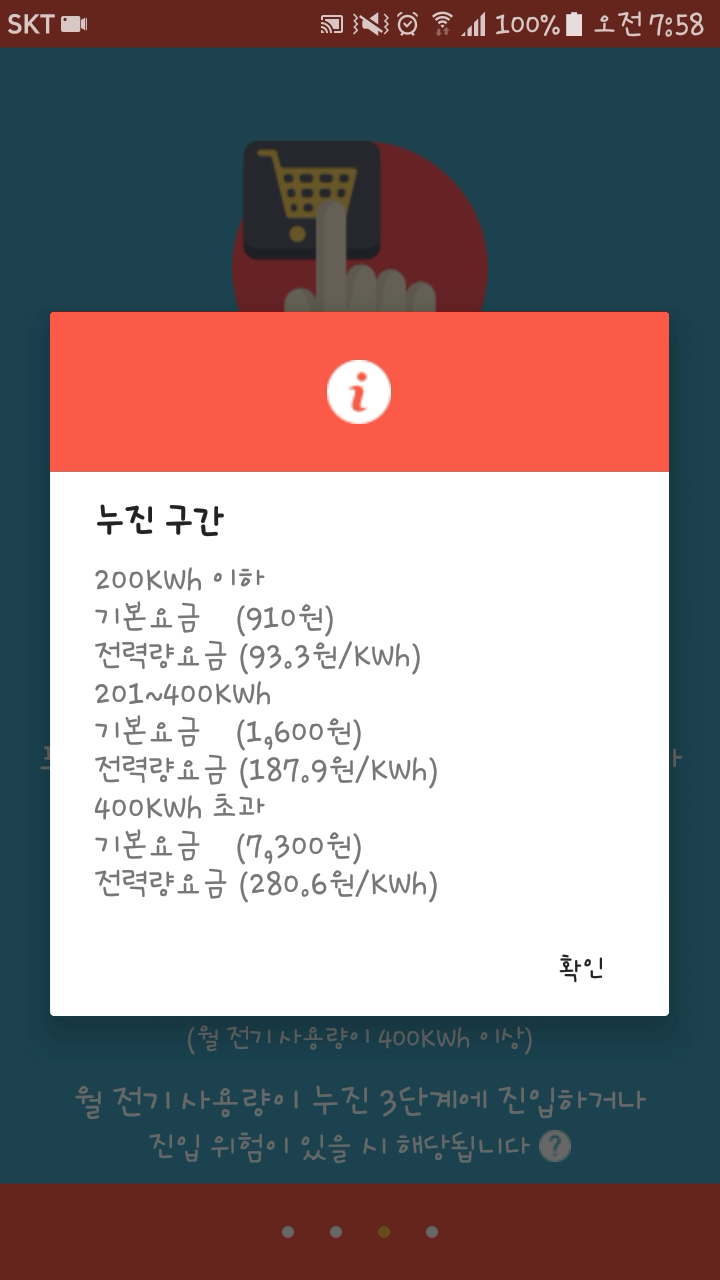 SKT 100% 오전 7:58
누진 구간
200KWh 이하
기본요금 (910원)
전력량요금 (93.3원/KWh)
201~400KWh
기본요금 (1,600원)
전력량요금 (187.9원/KWh)
400KWh 초과
기본요금 (7,300원)
전력량요금 (280.6원/KWh)
확인
(월 전기 사용량이 400KWh 이상)
월 전기 사용량이 누진 3단계에 진입하거나
진입 위험이 있을 시 해당됩니다 ?